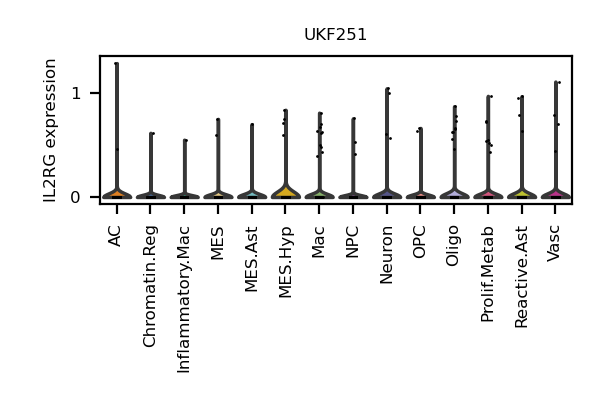 UKF251
IL2RG expression
1
0
AC
Chromatin.Reg
Inflammatory.Mac
MES
MES.Ast
MES.Hyp
Mac
NPC
Neuron
OPC
Oligo
Prolif.Metab
Reactive.Ast
Vasc